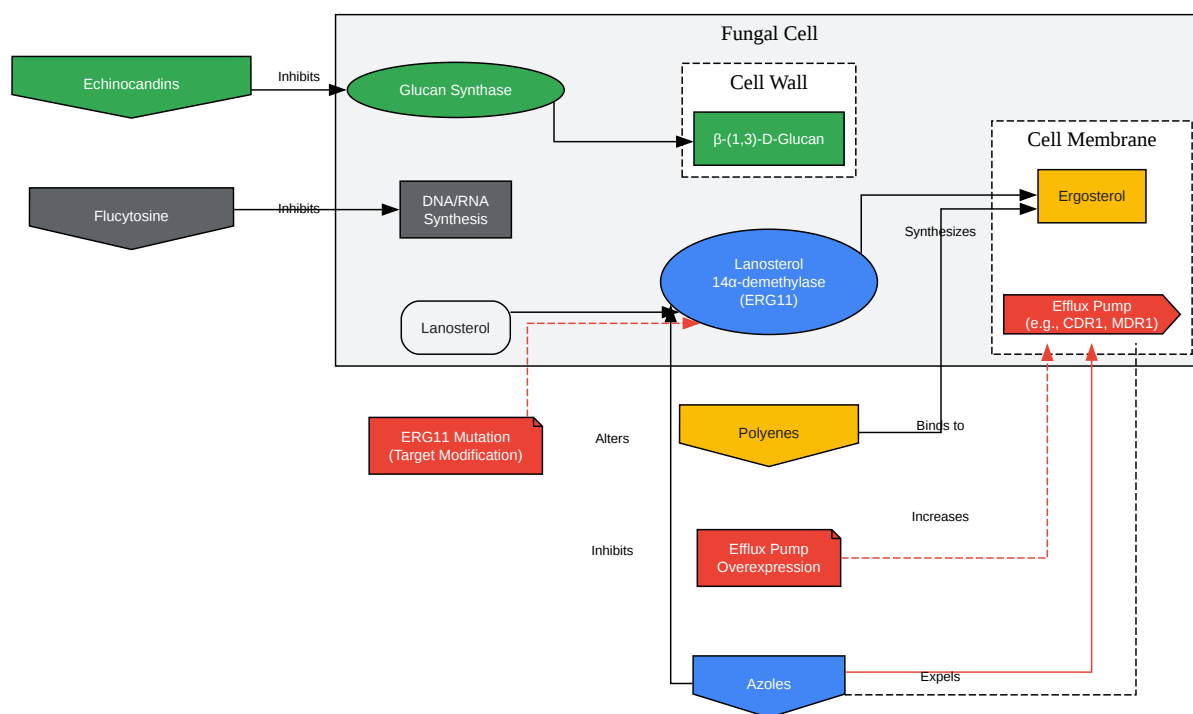 Fungal Cell
Echinocandins
Inhibits
Glucan Synthase
Cell Wall
β-(1,3)-D-Glucan
Cell Membrane
Flucytosine
Inhibits
DNA/RNA
Synthesis
Ergosterol
Synthesizes
Lanosterol
14α-demethylase
(ERG11)
Lanosterol
Efflux Pump
(e.g., CDR1, MDR1)
ERG11 Mutation
(Target Modification)
Alters
Polyenes
Binds to
Increases
Inhibits
Efflux Pump
Overexpression
Azoles
Expels